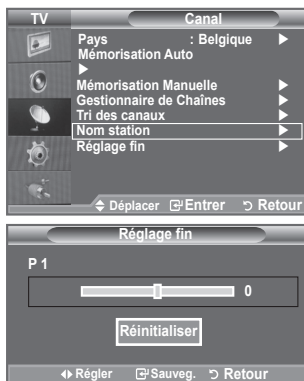 TV
Canal
Pays : Belgique ▶
Mémorisation Auto
▶
Mémorisation Manuelle ▶
Gestionnaire de Chaînes ▶
Tri des canaux ▶
Nom station ▶
Réglage fin ▶
Déplacer Entrer Retour
Réglage fin
P 1
0
Réinitialiser
Régler Sauveg. Retour